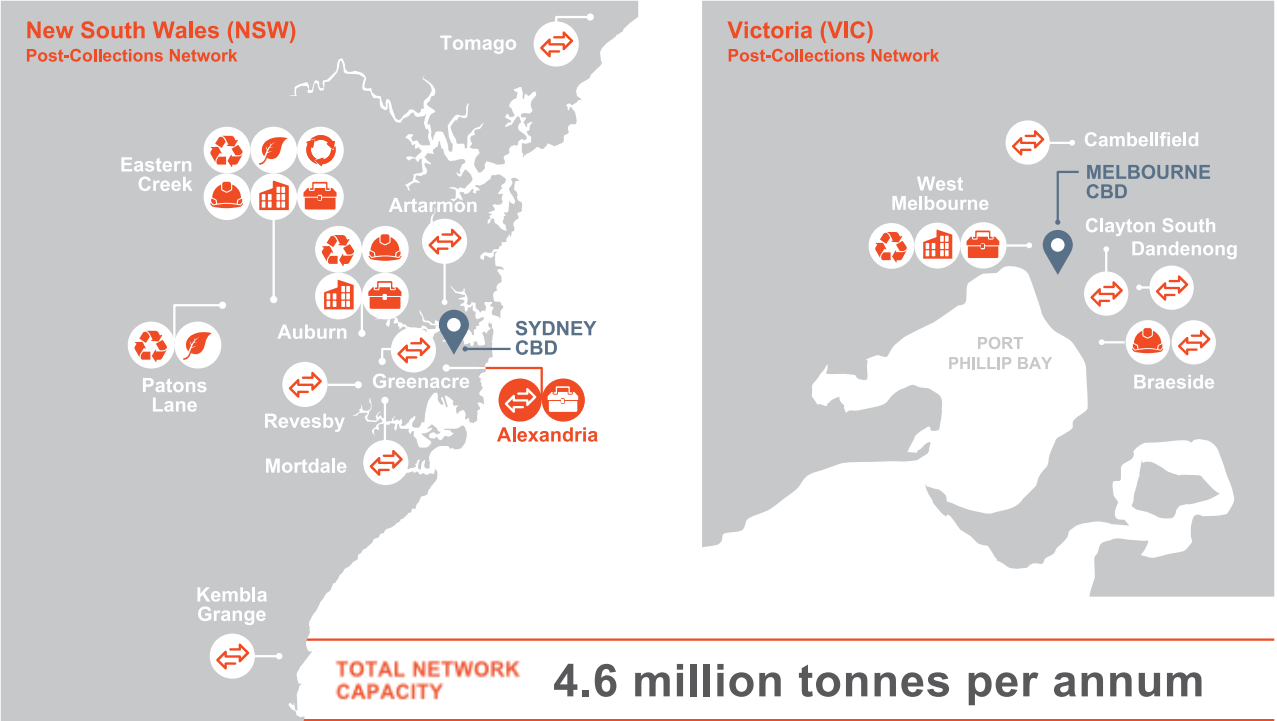 New South Wales (NSW)
Post-Collections Network
Tomago
Eastern
Creek
Artarmon
Auburn
SYDNEY
CBD
Patons
Lane
Greenacre
Revesby
Alexandria
Mortdale
Kembla
Grange
Victoria (VIC)
Post-Collections Network
Cambellfield
MELBOURNE
CBD
West
Melbourne
Clayton South
Dandenong
PORT
PHILLIP BAY
Braeside
TOTAL NETWORK
CAPACITY
4.6 million tonnes per annum